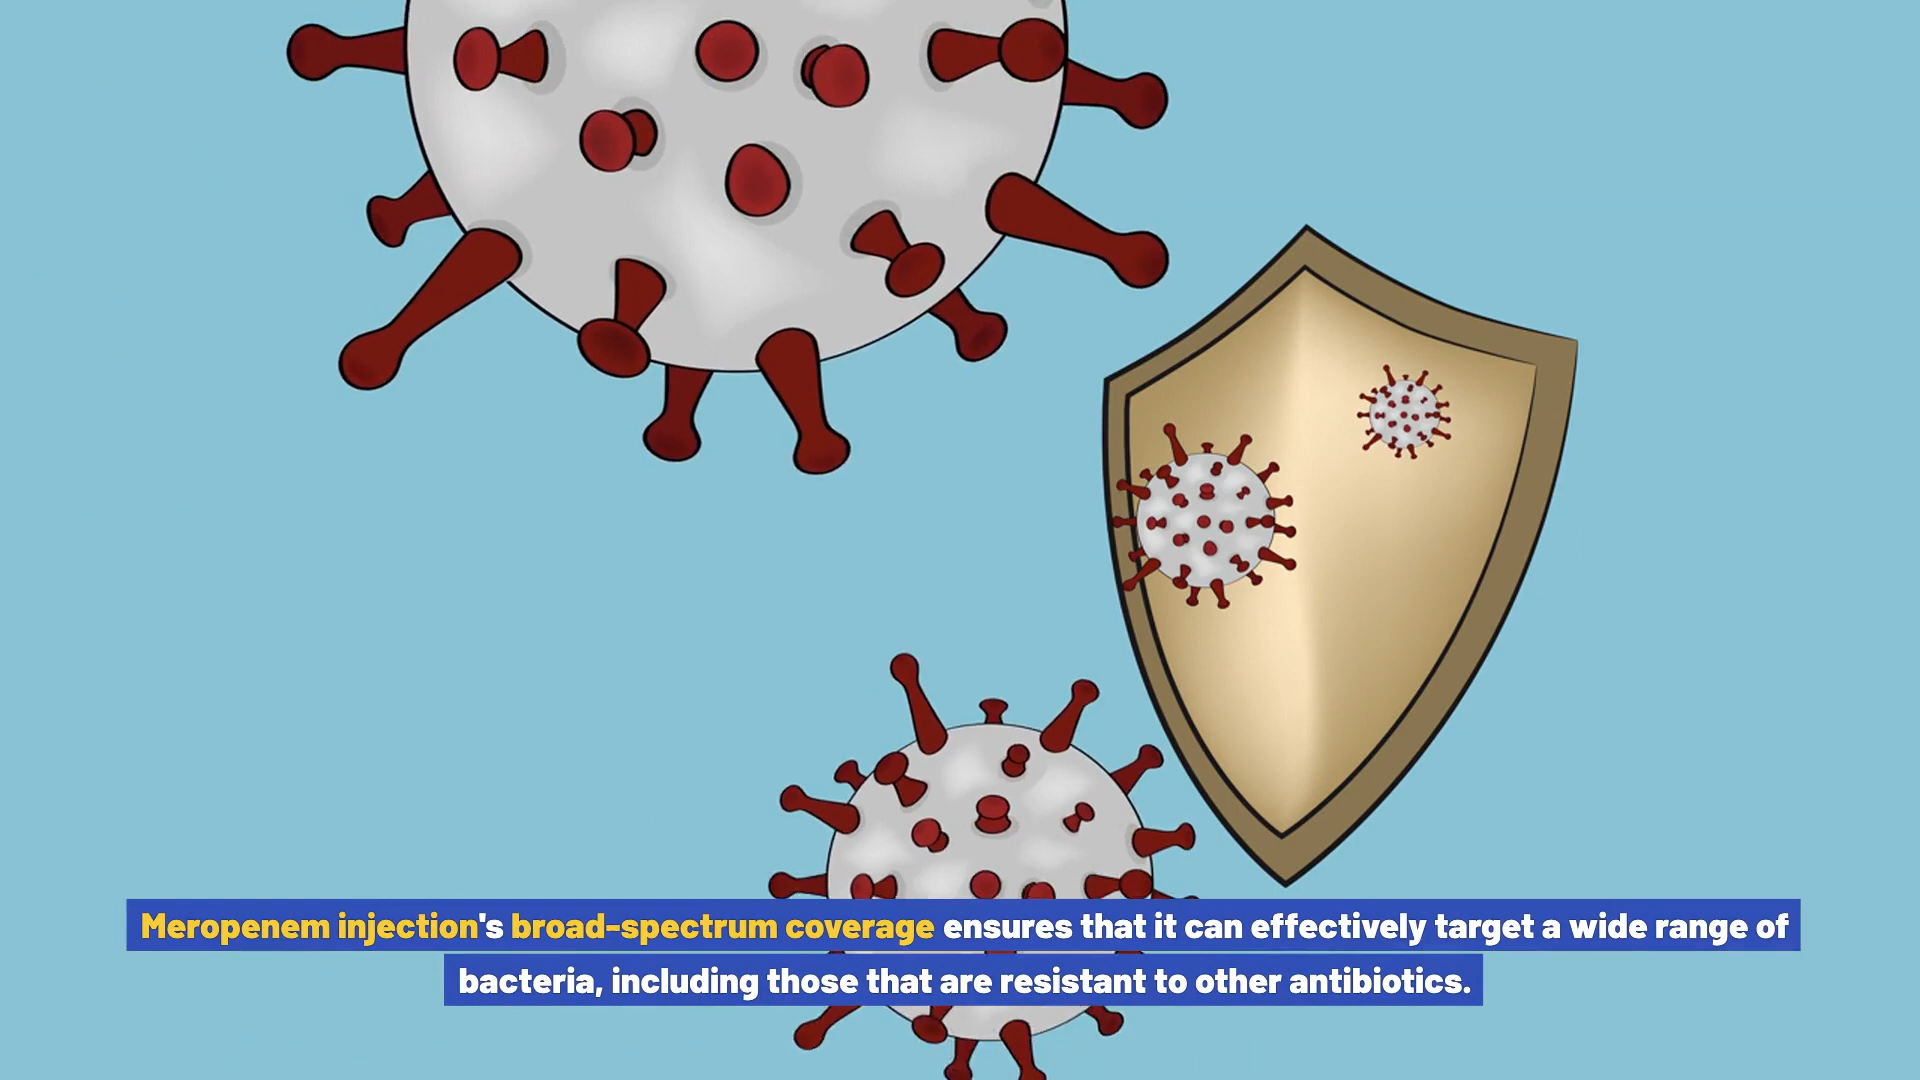 Meropenem injection's broad-spectrum coverage ensures that it can effectively target a wide range of
bacteria, including those that are resistant to other antibiotics.